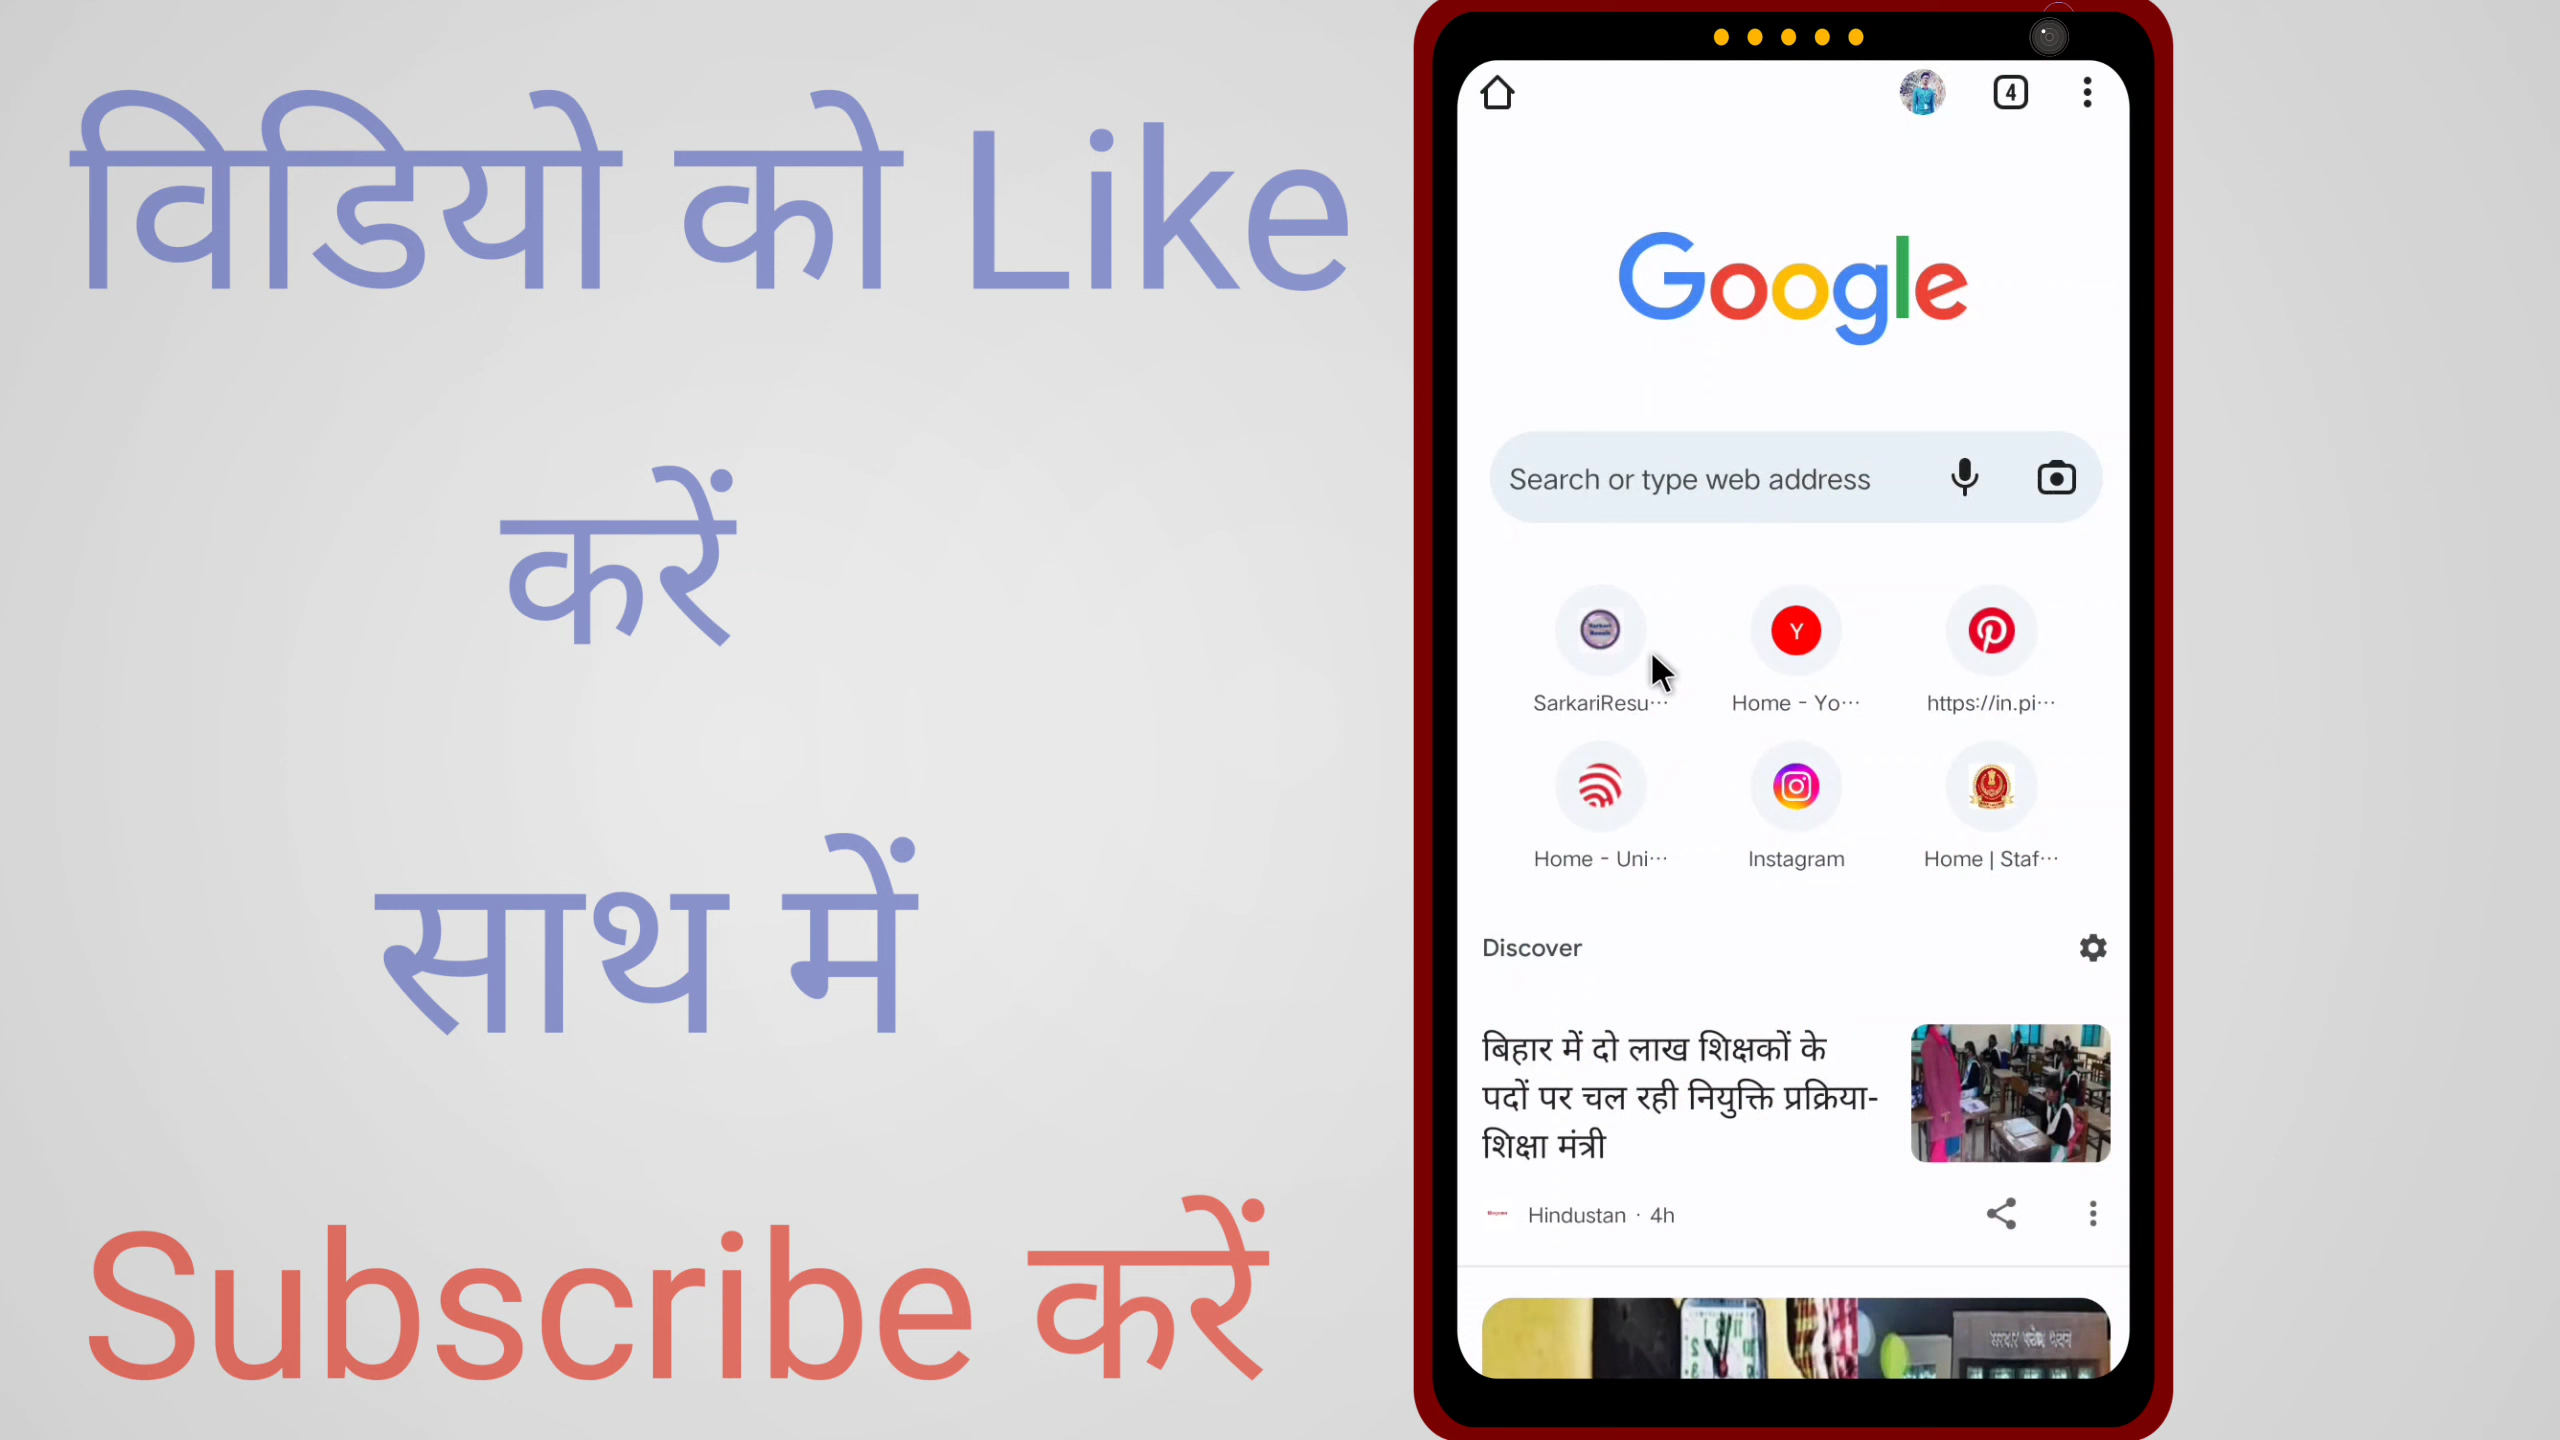 विडियो को Like
करें
साथ में
Subscribe करें
4
Google
Search or type web address
Y
SarkariResu…
Home - Yo…
https://in.pi…
Home - Uni…
Instagram
Home | Staf…
Discover
बिहार में दो लाख शिक्षकों के
पदों पर चल रही नियुक्ति प्रक्रिया-
शिक्षा मंत्री
Hindustan · 4h